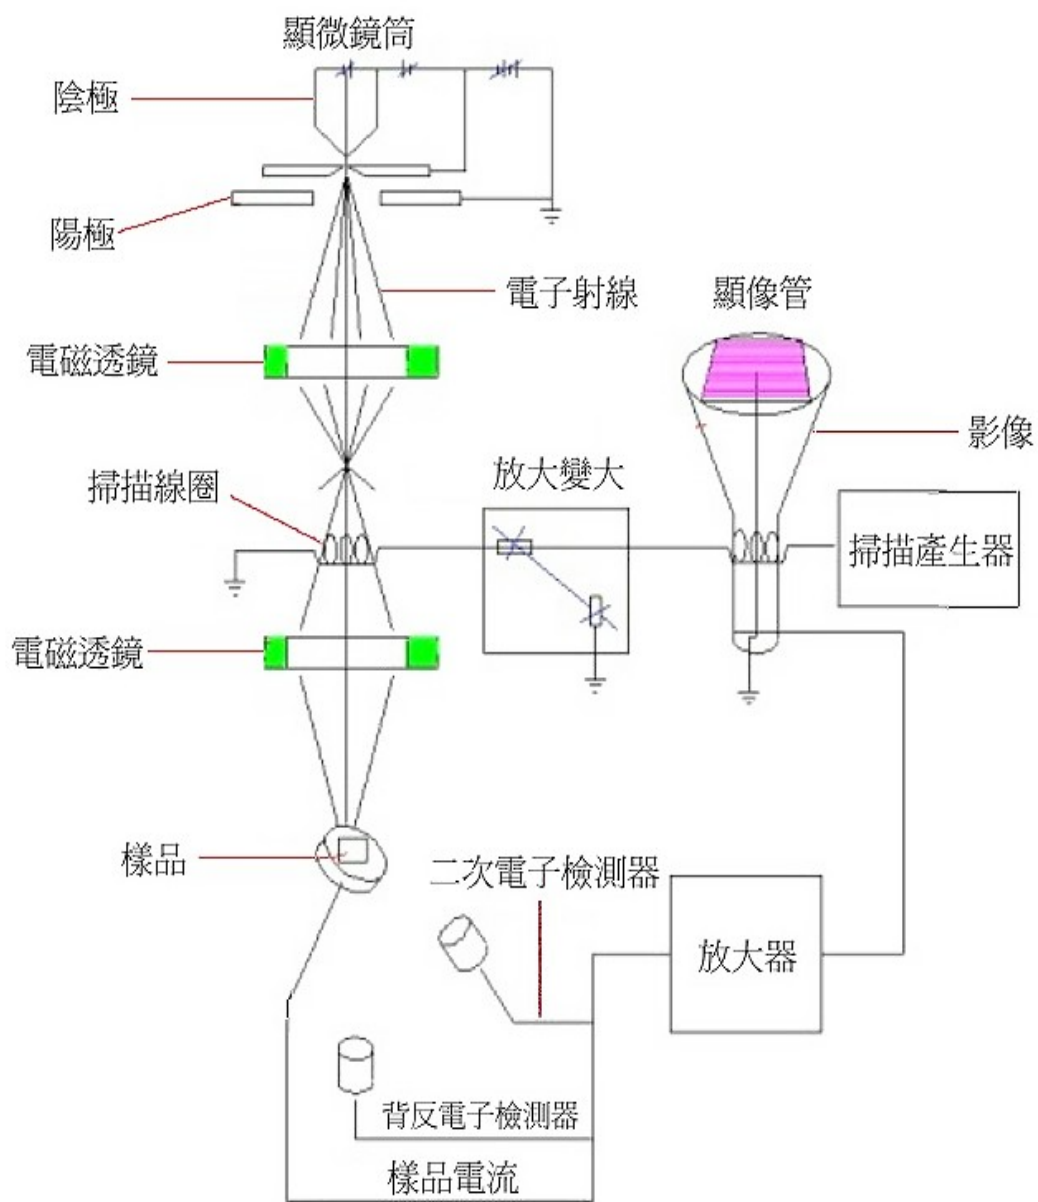 顯微鏡筒
陰極
陽極
電子射線
顯像管
電磁透鏡
影像
放大變大
掃描線圈
掃描產生器
電磁透鏡
樣品
二次電子檢測器
放大器
背反電子檢測器
樣品電流